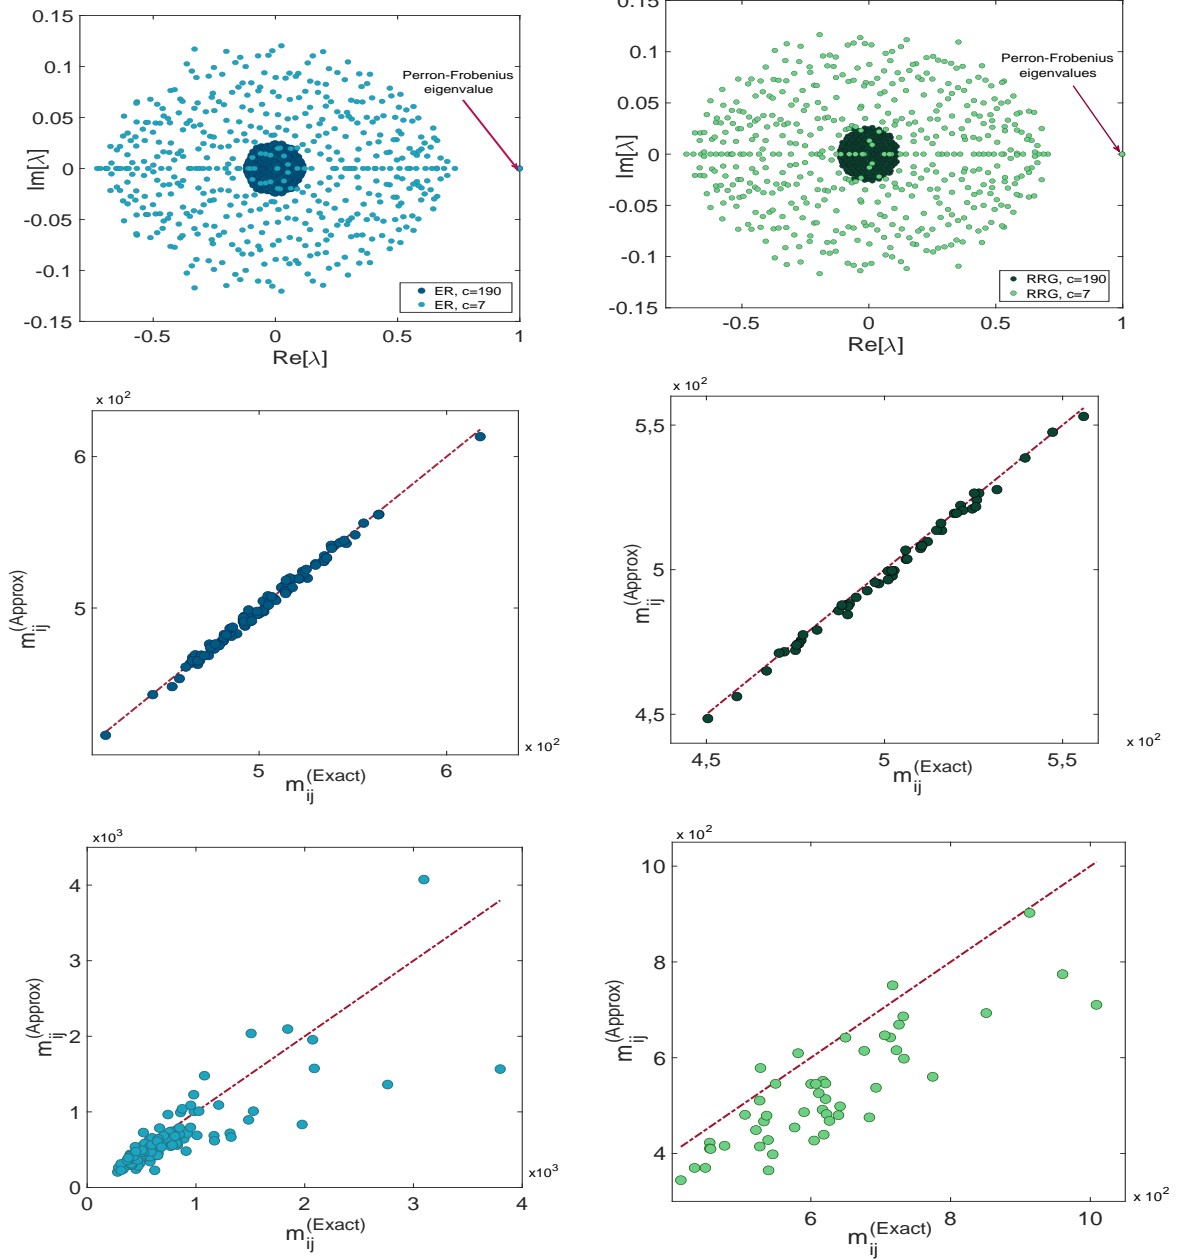 0.15
0.1
0.05
0
-0.05
-0.1
-0.15
Im[λ]
Perron-Frobenius
eigenvalue
ER, c=190
ER, c=7
-0.5
0
0.5
1
Re[λ]
0.15
0.1
0.05
0
-0.05
-0.1
-0.15
Im[λ]
Perron-Frobenius
eigenvalues
RRG, c=190
RRG, c=7
-0.5
0
0.5
1
Re[λ]
x 10²
6
5
m_ij^(Approx)
5
6
x 10²
m_ij^(Exact)
x 10²
5,5
5
4,5
m_ij^(Approx)
4,5
5
5,5
x 10²
m_ij^(Exact)
x10³
4
3
2
1
0
m_ij^(Approx)
0
1
2
3
4
x10³
m_ij^(Exact)
x 10²
10
8
6
4
m_ij^(Approx)
6
8
10
x 10²
m_ij^(Exact)